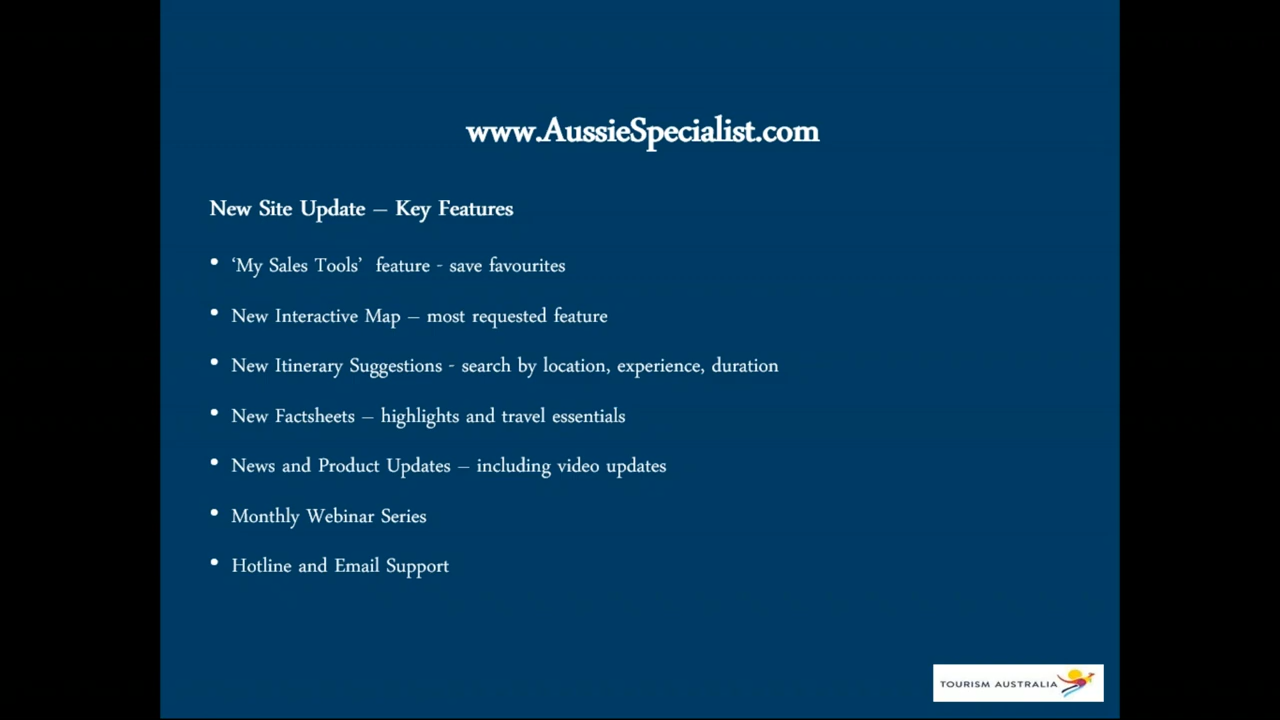 www.AussieSpecialist.com
New Site Update – Key Features
• ‘My Sales Tools’ feature - save favourites
• New Interactive Map – most requested feature
• New Itinerary Suggestions - search by location, experience, duration
• New Factsheets – highlights and travel essentials
• News and Product Updates – including video updates
• Monthly Webinar Series
• Hotline and Email Support
TOURISM AUSTRALIA